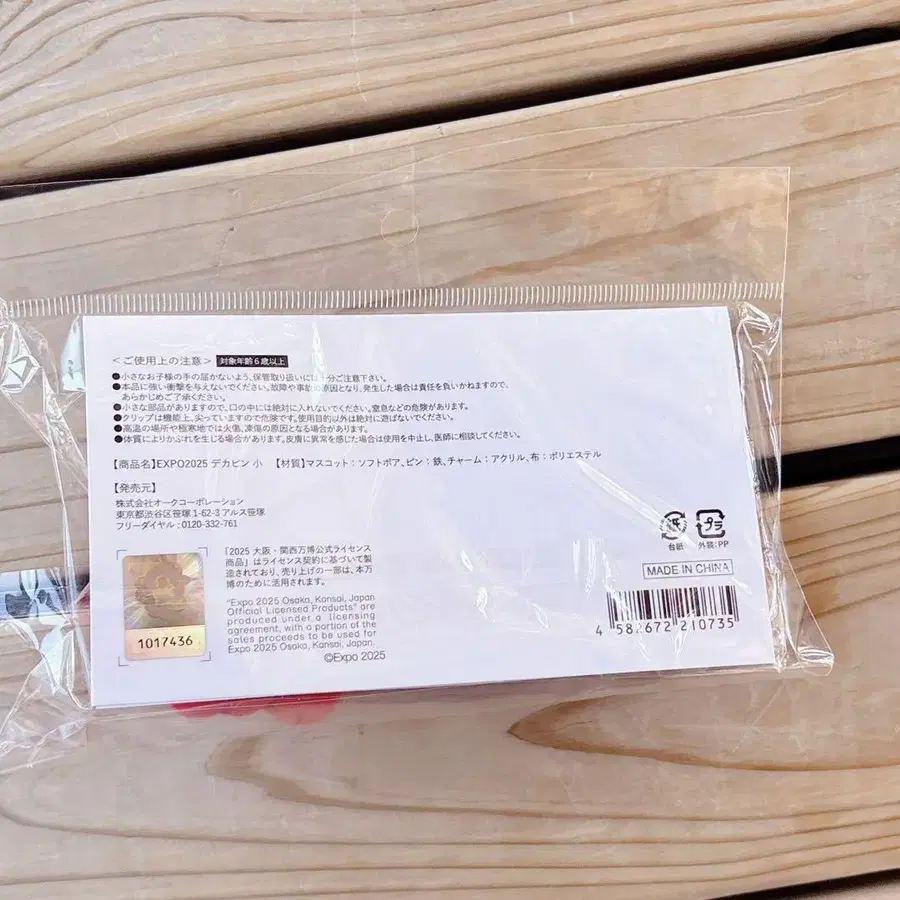 ＜ご使用上の注意＞ 対象年齢6歳以上
●小さなお子様の手の届かないよう、保管取り扱いには十分ご注意下さい。
●本品に強い衝撃を与えないでください。故障や事故の原因となり、発生した場合は責任を負いかねますので、
あらかじめご了承ください。
●小さな部品がありますので、口の中には絶対に入れないでください。窒息などの危険があります。
●クリップは機能上、尖っていますので危険です。使用目的以外は絶対に遊ばないでください。
●高温の場所や極寒地では火傷、凍傷の原因となる場合があります。
●体質によりかぶれを生じる場合があります。皮膚に異常を感じた場合は使用を中止し、医師に相談してください。
【商品名】EXPO2025 デカピン 小 【材質】マスコット：ソフトボア、ピン：鉄、チャーム：アクリル、布：ポリエステル
【発売元】
株式会社オークコーポレーション
東京都渋谷区笹塚1-62-3 アルス笹塚
フリーダイヤル：0120-332-761
「2025 大阪・関西万博公式ライセンス
商品」はライセンス契約に基づいて製
造されており、売り上げの一部は、本万
博のために活用されます。
"Expo 2025 Osaka, Kansai, Japan
Official Licensed Products" are
produced under a licensing
agreement, with a portion of the
sales proceeds to be used for
Expo 2025 Osaka, Kansai, Japan.
©Expo 2025
1017436
紙 プラ
台紙 外装：PP
MADE IN CHINA
4 582672 210735